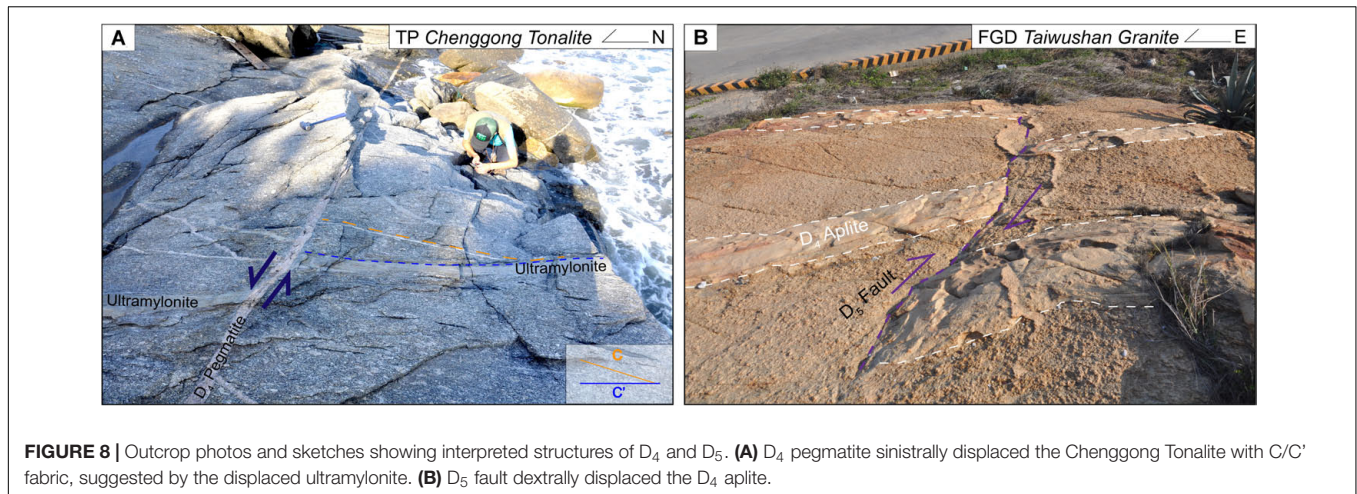 A
TP Chenggong Tonalite N
Ultramylonite
Ultramylonite
D₄ Pegmatite
C
C'
B
FGD Taiwushan Granite E
D₄ Aplite
D₅ Fault
FIGURE 8 | Outcrop photos and sketches showing interpreted structures of D₄ and D₅. (A) D₄ pegmatite sinistrally displaced the Chenggong Tonalite with C/C' 
fabric, suggested by the displaced ultramylonite. (B) D₅ fault dextrally displaced the D₄ aplite.